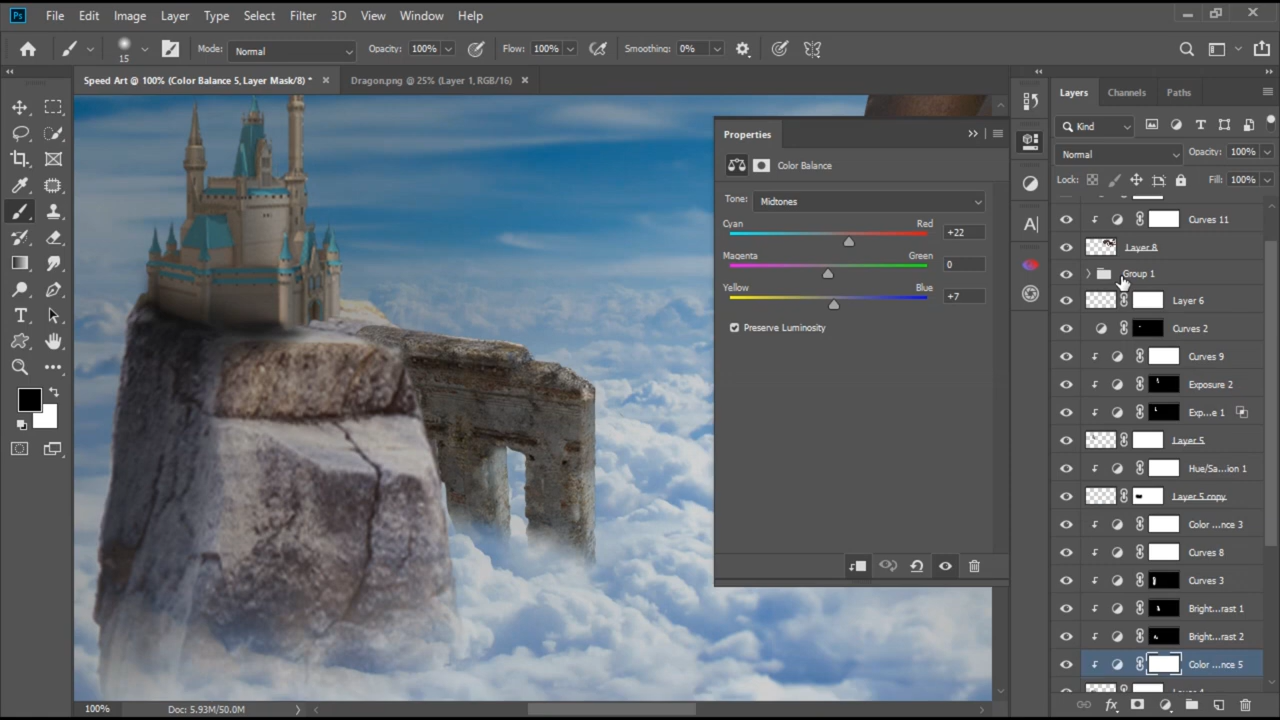 Ps File Edit Image Layer Type Select Filter 3D View Window Help
15 Mode: Normal Opacity: 100% Flow: 100% Smoothing: 0%
Speed Art @ 100% (Color Balance 5, Layer Mask/8) *
Dragon.png @ 25% (Layer 1, RGB/16)
Properties
Color Balance
Tone: Midtones
Cyan Red +22
Magenta Green 0
Yellow Blue +7
Preserve Luminosity
Layers Channels Paths
Kind
Normal Opacity: 100%
Lock: Fill: 100%
Curves 11
Layer 8
Group 1
Layer 6
Curves 2
Curves 9
Exposure 2
Exp...e 1
Layer 5
Hue/Sa...ion 1
Layer 5 copy
Color ...nce 3
Curves 8
Curves 3
Bright...rast 1
Bright...rast 2
Color ...nce 5
100% Doc: 5.93M/50.0M